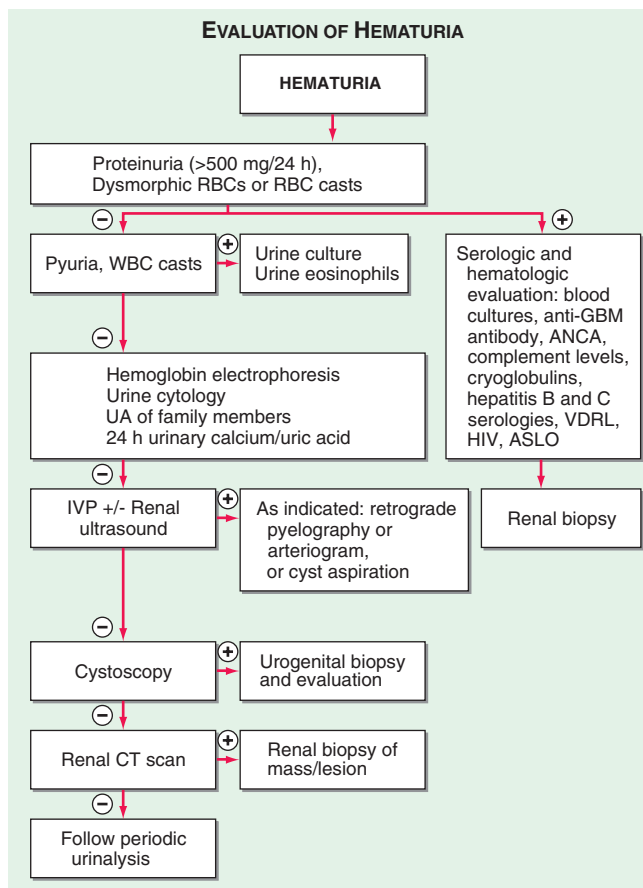 EVALUATION OF HEMATURIA
HEMATURIA
Proteinuria (>500 mg/24 h),
Dysmorphic RBCs or RBC casts
−
+
Pyuria, WBC casts
+
Urine culture
Urine eosinophils
Serologic and
hematologic
evaluation: blood
cultures, anti-GBM
antibody, ANCA,
complement levels,
cryoglobulins,
hepatitis B and C
serologies, VDRL,
HIV, ASLO
−
Hemoglobin electrophoresis
Urine cytology
UA of family members
24 h urinary calcium/uric acid
−
IVP +/- Renal
ultrasound
+
As indicated: retrograde
pyelography or
arteriogram,
or cyst aspiration
Renal biopsy
−
Cystoscopy
+
Urogenital biopsy
and evaluation
−
Renal CT scan
+
Renal biopsy of
mass/lesion
−
Follow periodic
urinalysis